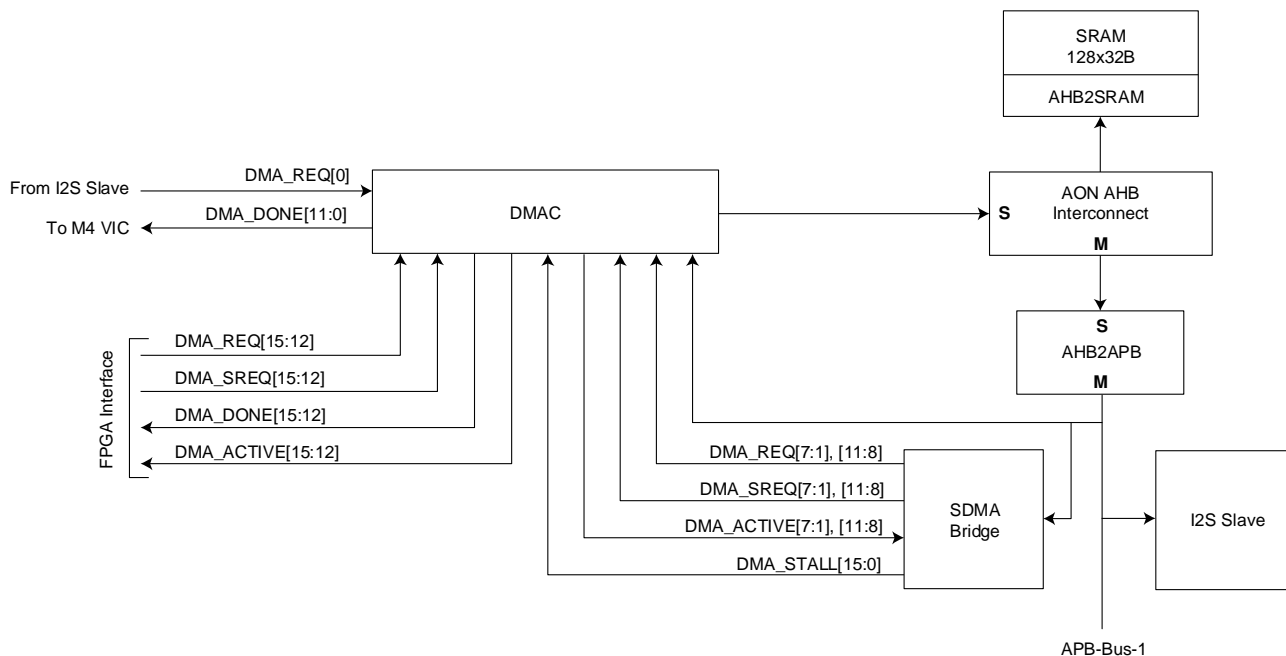 SRAM
128x32B
AHB2SRAM
From I2S Slave
DMA_REQ[0]
To M4 VIC
DMA_DONE[11:0]
DMAC
S
AON AHB
Interconnect
M
S
AHB2APB
M
FPGA Interface
DMA_REQ[15:12]
DMA_SREQ[15:12]
DMA_DONE[15:12]
DMA_ACTIVE[15:12]
DMA_REQ[7:1], [11:8]
DMA_SREQ[7:1], [11:8]
DMA_ACTIVE[7:1], [11:8]
DMA_STALL[15:0]
SDMA
Bridge
I2S Slave
APB-Bus-1